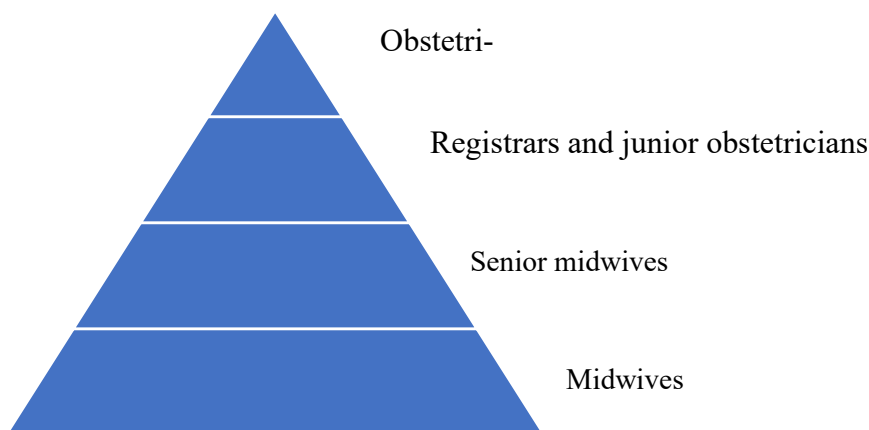 Obstetri-
Registrars and junior obstetricians
Senior midwives
Midwives